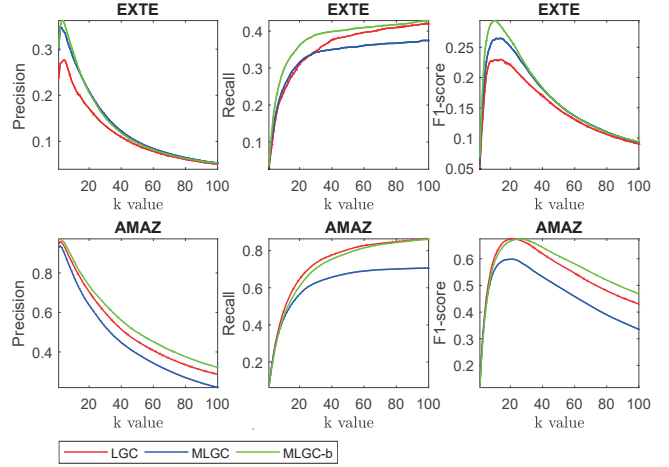 EXTE
EXTE
EXTE
Precision
0.3
0.2
0.1
20 40 60 80 100
k value
Recall
0.4
0.3
0.2
0.1
20 40 60 80 100
k value
F1-score
0.25
0.20
0.15
0.10
0.05
20 40 60 80 100
k value
AMAZ
AMAZ
AMAZ
Precision
0.8
0.6
0.4
20 40 60 80 100
k value
Recall
0.8
0.6
0.4
0.2
0
20 40 60 80 100
k value
F1-score
0.6
0.4
0.2
20 40 60 80 100
k value
LGC MLGC MLGC-b